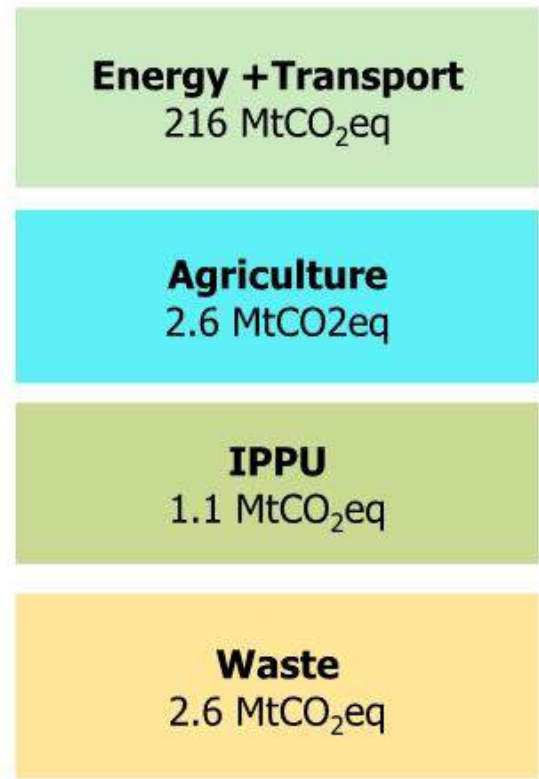 Energy +Transport
216 MtCO₂eq
Agriculture
2.6 MtCO2eq
IPPU
1.1 MtCO₂eq
Waste
2.6 MtCO₂eq